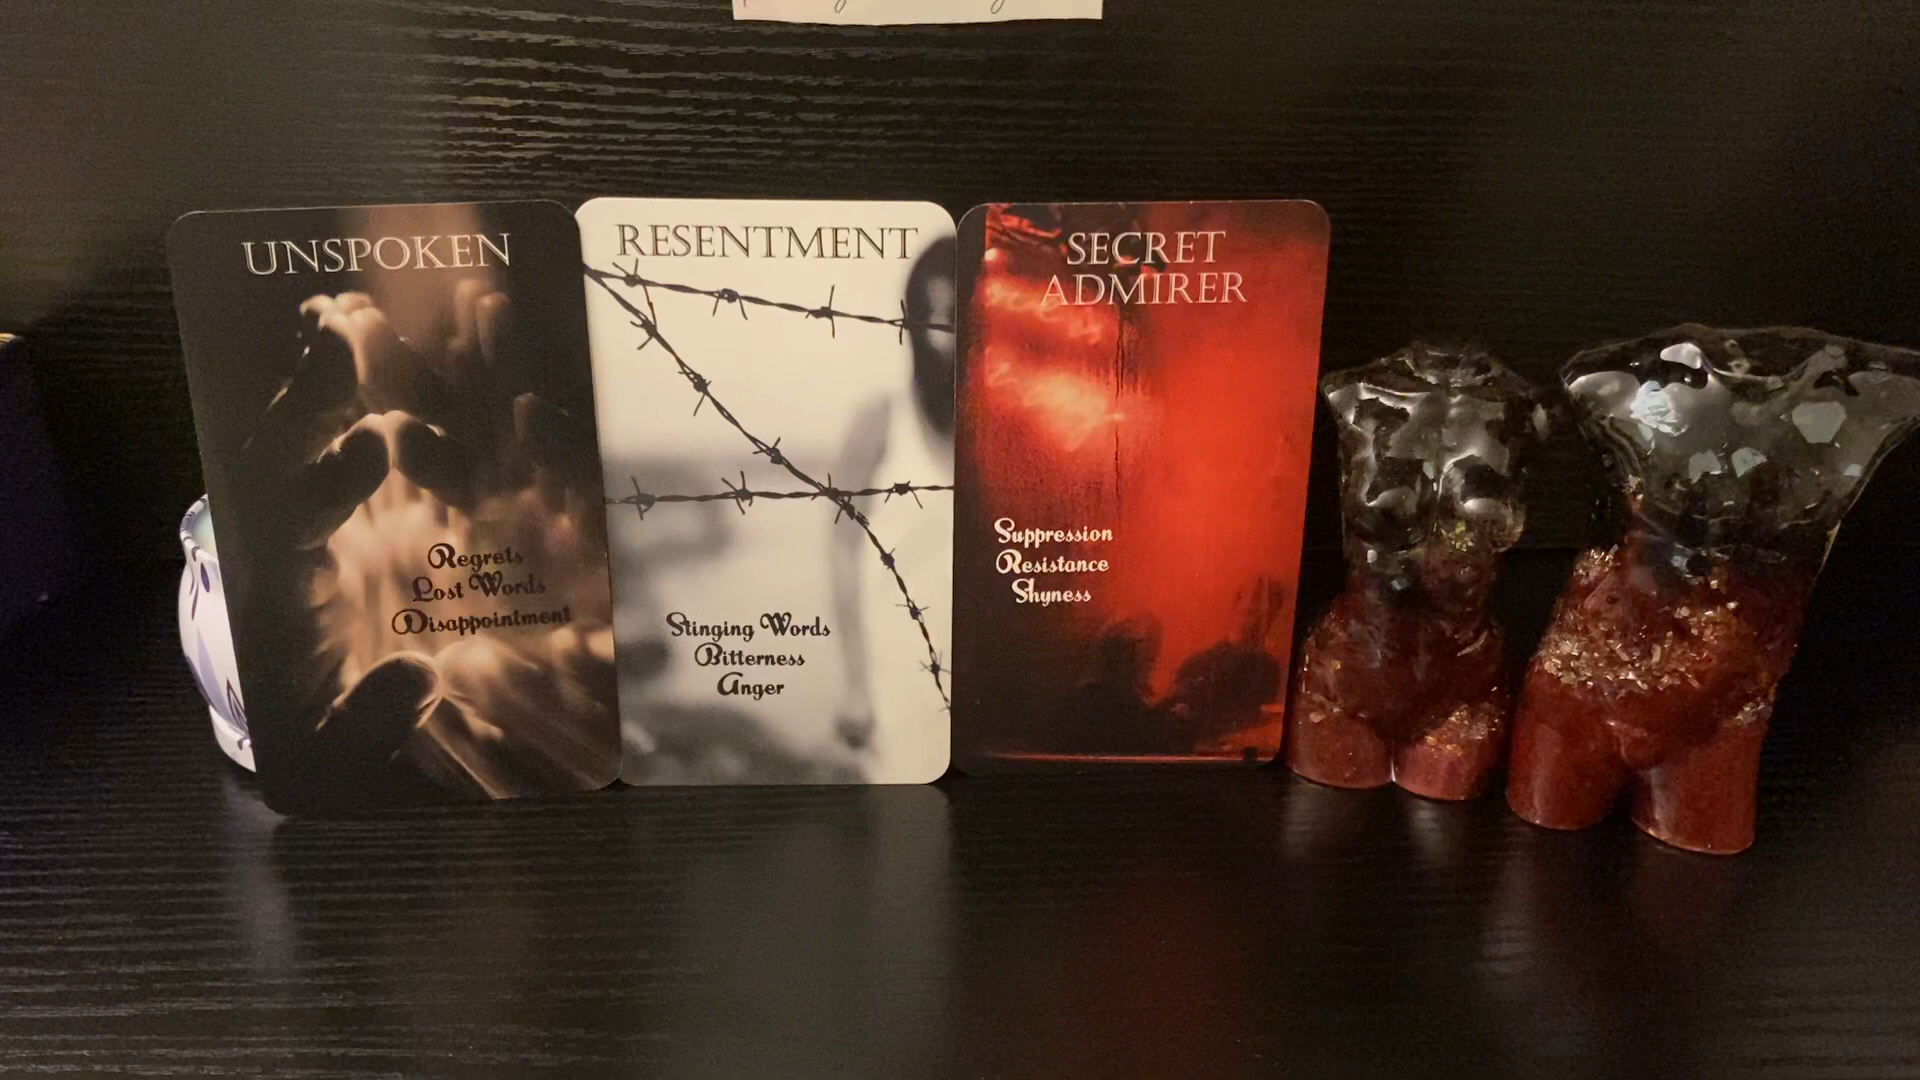 UNSPOKEN
Regrets
Lost Words
Disappointment
RESENTMENT
Stinging Words
Bitterness
Anger
SECRET
ADMIRER
Suppression
Resistance
Shyness